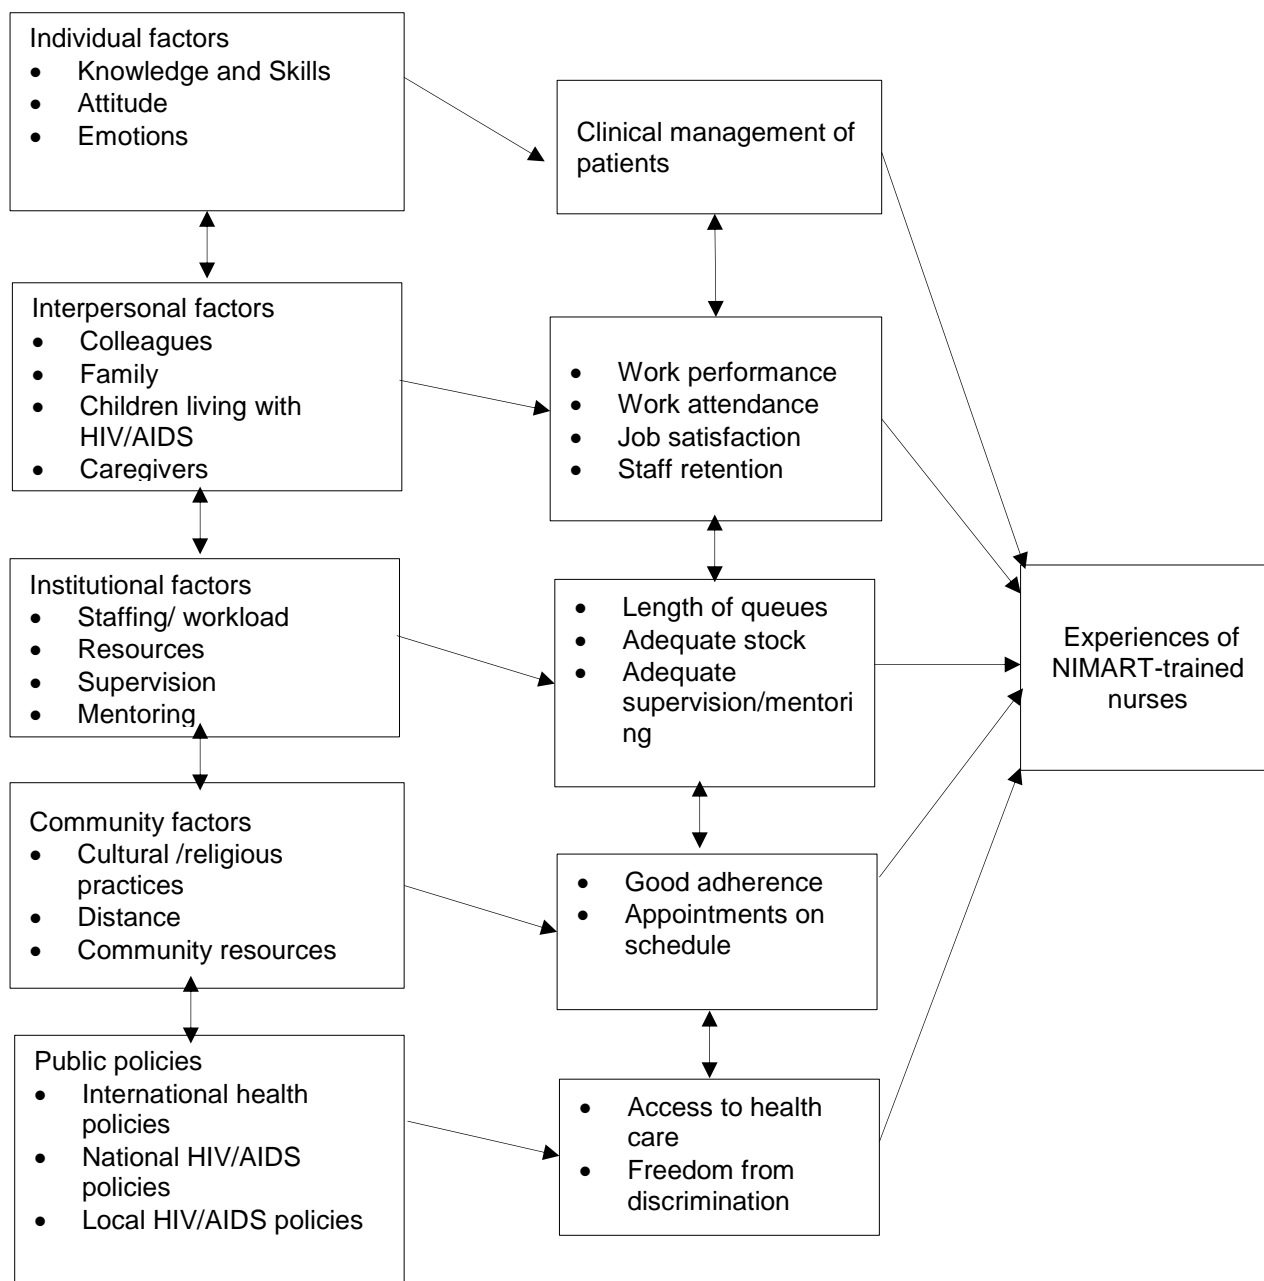 Individual factors
• Knowledge and Skills
• Attitude
• Emotions
Clinical management of
patients
Interpersonal factors
• Colleagues
• Family
• Children living with
HIV/AIDS
• Caregivers
• Work performance
• Work attendance
• Job satisfaction
• Staff retention
Institutional factors
• Staffing/ workload
• Resources
• Supervision
• Mentoring
• Length of queues
• Adequate stock
• Adequate
supervision/mentori
ng
Experiences of
NIMART-trained
nurses
Community factors
• Cultural /religious
practices
• Distance
• Community resources
• Good adherence
• Appointments on
schedule
Public policies
• International health
policies
• National HIV/AIDS
policies
• Local HIV/AIDS policies
• Access to health
care
• Freedom from
discrimination